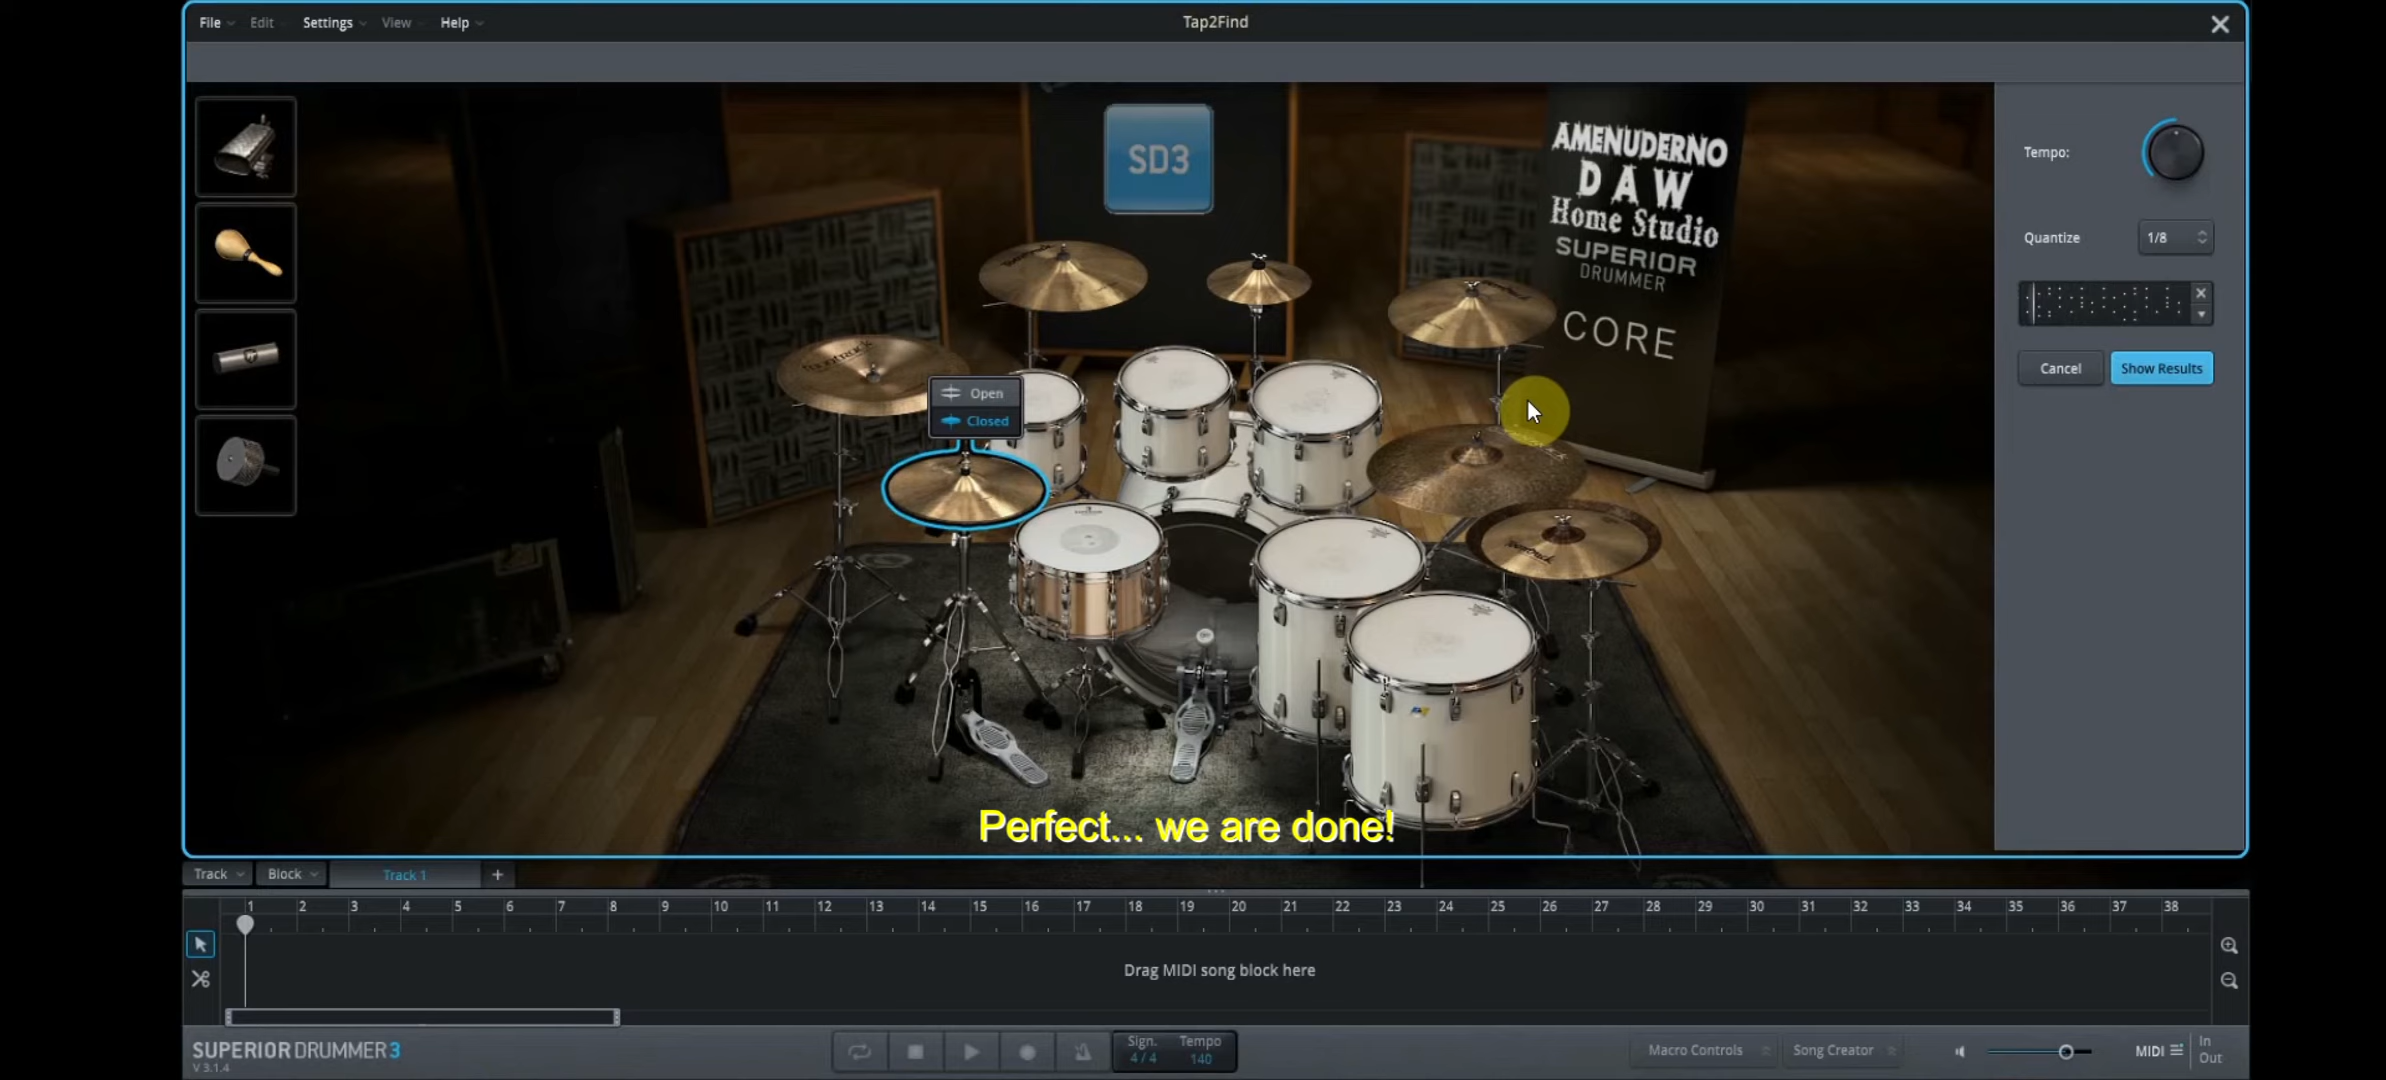 File Edit Settings View Help
Tap2Find
SD3
AMENUDERNO
DAW
Home Studio
SUPERIOR
DRUMMER
CORE
Tempo:
Quantize 1/8
Cancel Show Results
Open
Closed
Perfect... we are done!
Track Block Track 1 +
1 2 3 4 5 6 7 8 9 10 11 12 13 14 15 16 17 18 19 20 21 22 23 24 25 26 27 28 29 30 31 32 33 34 35 36 37 38
Drag MIDI song block here
SUPERIOR DRUMMER 3
V 3.1.4
Sign. Tempo
4 / 4 140
Macro Controls Song Creator
MIDI
In
Out